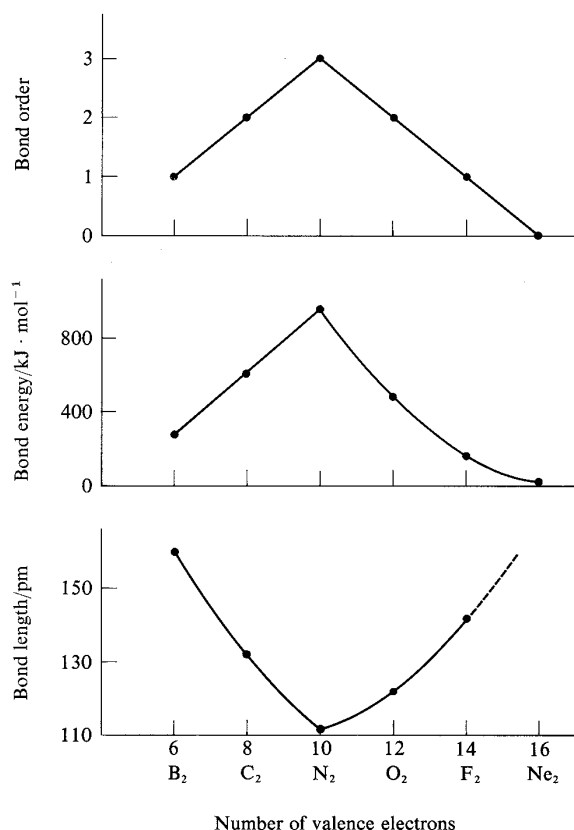 Bond order
3
2
1
0
Bond energy/kJ · mol⁻¹
800
400
0
Bond length/pm
150
130
110
6 8 10 12 14 16
B₂ C₂ N₂ O₂ F₂ Ne₂
Number of valence electrons